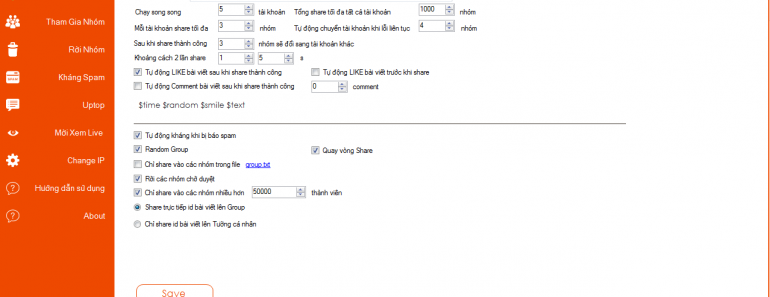 Tham Gia Nhóm
Rời Nhóm
Kháng Spam
Uptop
Mời Xem Live
Change IP
Hướng dẫn sử dụng
About
Chạy song song 5 tài khoản Tổng share tối đa tất cả tài khoản 1000 nhóm
Mỗi tài khoản share tối đa 3 nhóm Tự động chuyển tài khoản khi lỗi liên tục 4 nhóm
Sau khi share thành công 3 nhóm sẽ đổi sang tài khoản khác
Khoảng cách 2 lần share 1 5 s
Tự động LIKE bài viết sau khi share thành công Tự động LIKE bài viết trước khi share
Tự động Comment bài viết sau khi share thành công 0 comment
$time $random $smile $text
Tự động kháng khi bị báo spam
Random Group Quay vòng Share
Chỉ share vào các nhóm trong file group.txt
Rời các nhóm chờ duyệt
Chỉ share vào các nhóm nhiều hơn 50000 thành viên
Share trực tiếp id bài viết lên Group
Chỉ share id bài viết lên Tường cá nhân
Save